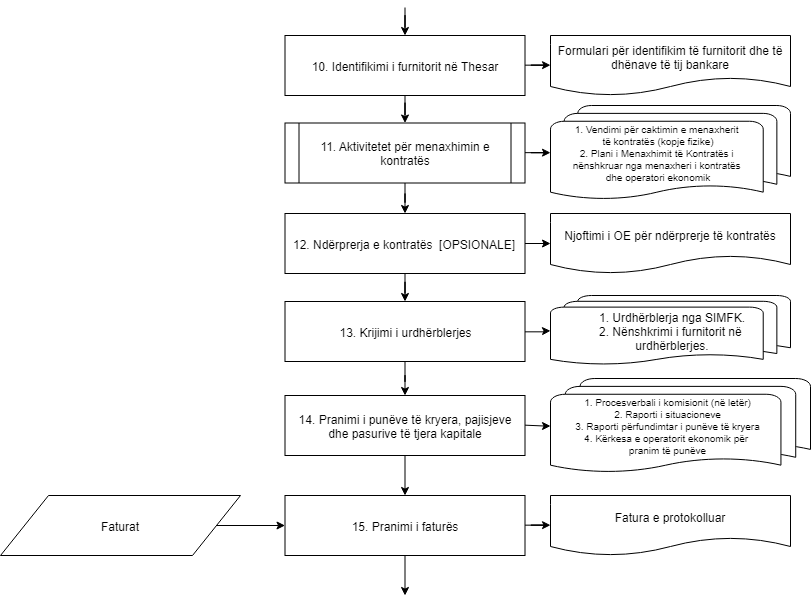 10. Identifikimi i furnitorit në Thesar
Formulari për identifikim të furnitorit dhe të
dhënave të tij bankare
11. Aktivitetet për menaxhimin e
kontratës
1. Vendimi për caktimin e menaxherit
të kontratës (kopje fizike)
2. Plani i Menaxhimit të Kontratës i
nënshkruar nga menaxheri i kontratës
dhe operatori ekonomik
12. Ndërprerja e kontratës [OPSIONALE]
Njoftimi i OE për ndërprerje të kontratës
13. Krijimi i urdhërblerjes
1. Urdhërblerja nga SIMFK.
2. Nënshkrimi i furnitorit në
urdhërblerjes.
14. Pranimi i punëve të kryera, pajisjeve
dhe pasurive të tjera kapitale
1. Procesverbali i komisionit (në letër)
2. Raporti i situacioneve
3. Raporti përfundimtar i punëve të kryera
4. Kërkesa e operatorit ekonomik për
pranim të punëve
Faturat
15. Pranimi i faturës
Fatura e protokolluar